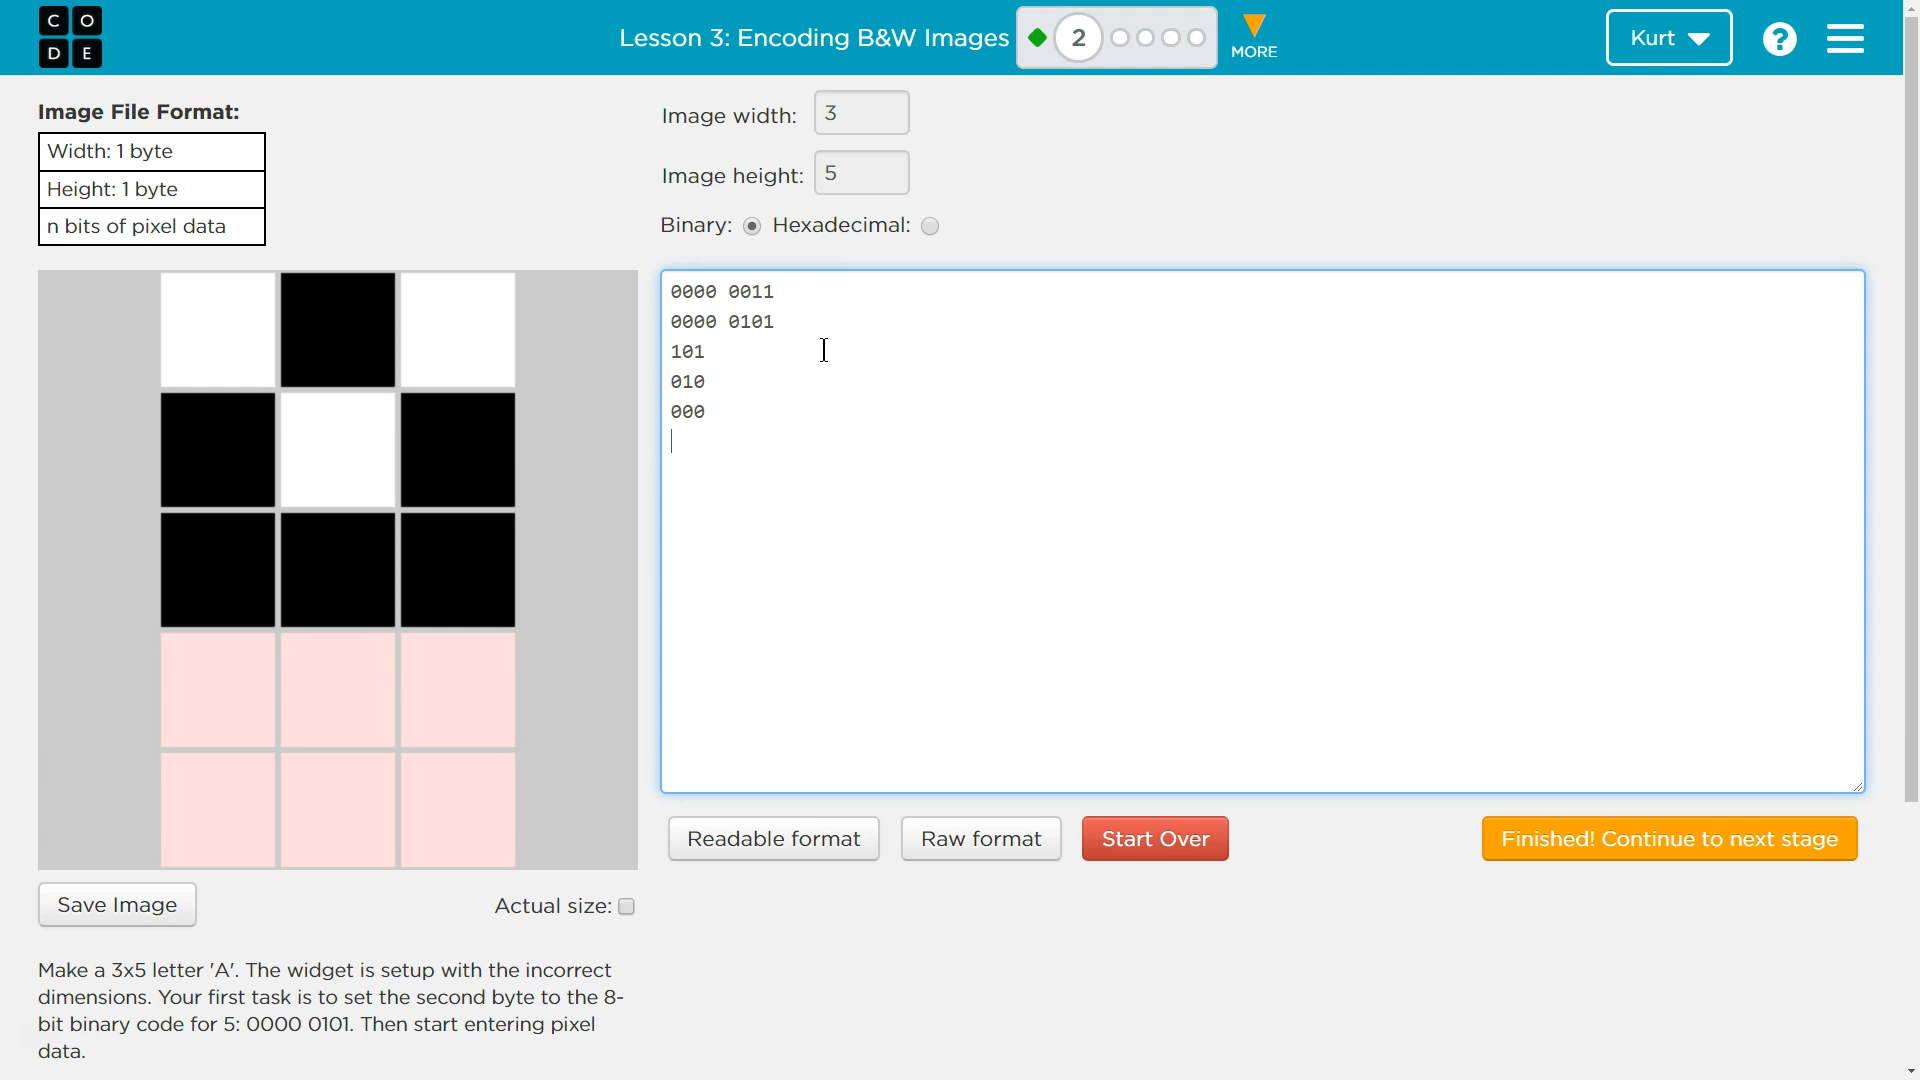 C O
D E
Lesson 3: Encoding B&W Images
2
MORE
Kurt
?
Image File Format:
Width: 1 byte
Height: 1 byte
n bits of pixel data
Image width: 3
Image height: 5
Binary: Hexadecimal:
0000 0011
0000 0101
101
010
000
Readable format
Raw format
Start Over
Finished! Continue to next stage
Save Image
Actual size:
Make a 3x5 letter 'A'. The widget is setup with the incorrect
dimensions. Your first task is to set the second byte to the 8-
bit binary code for 5: 0000 0101. Then start entering pixel
data.